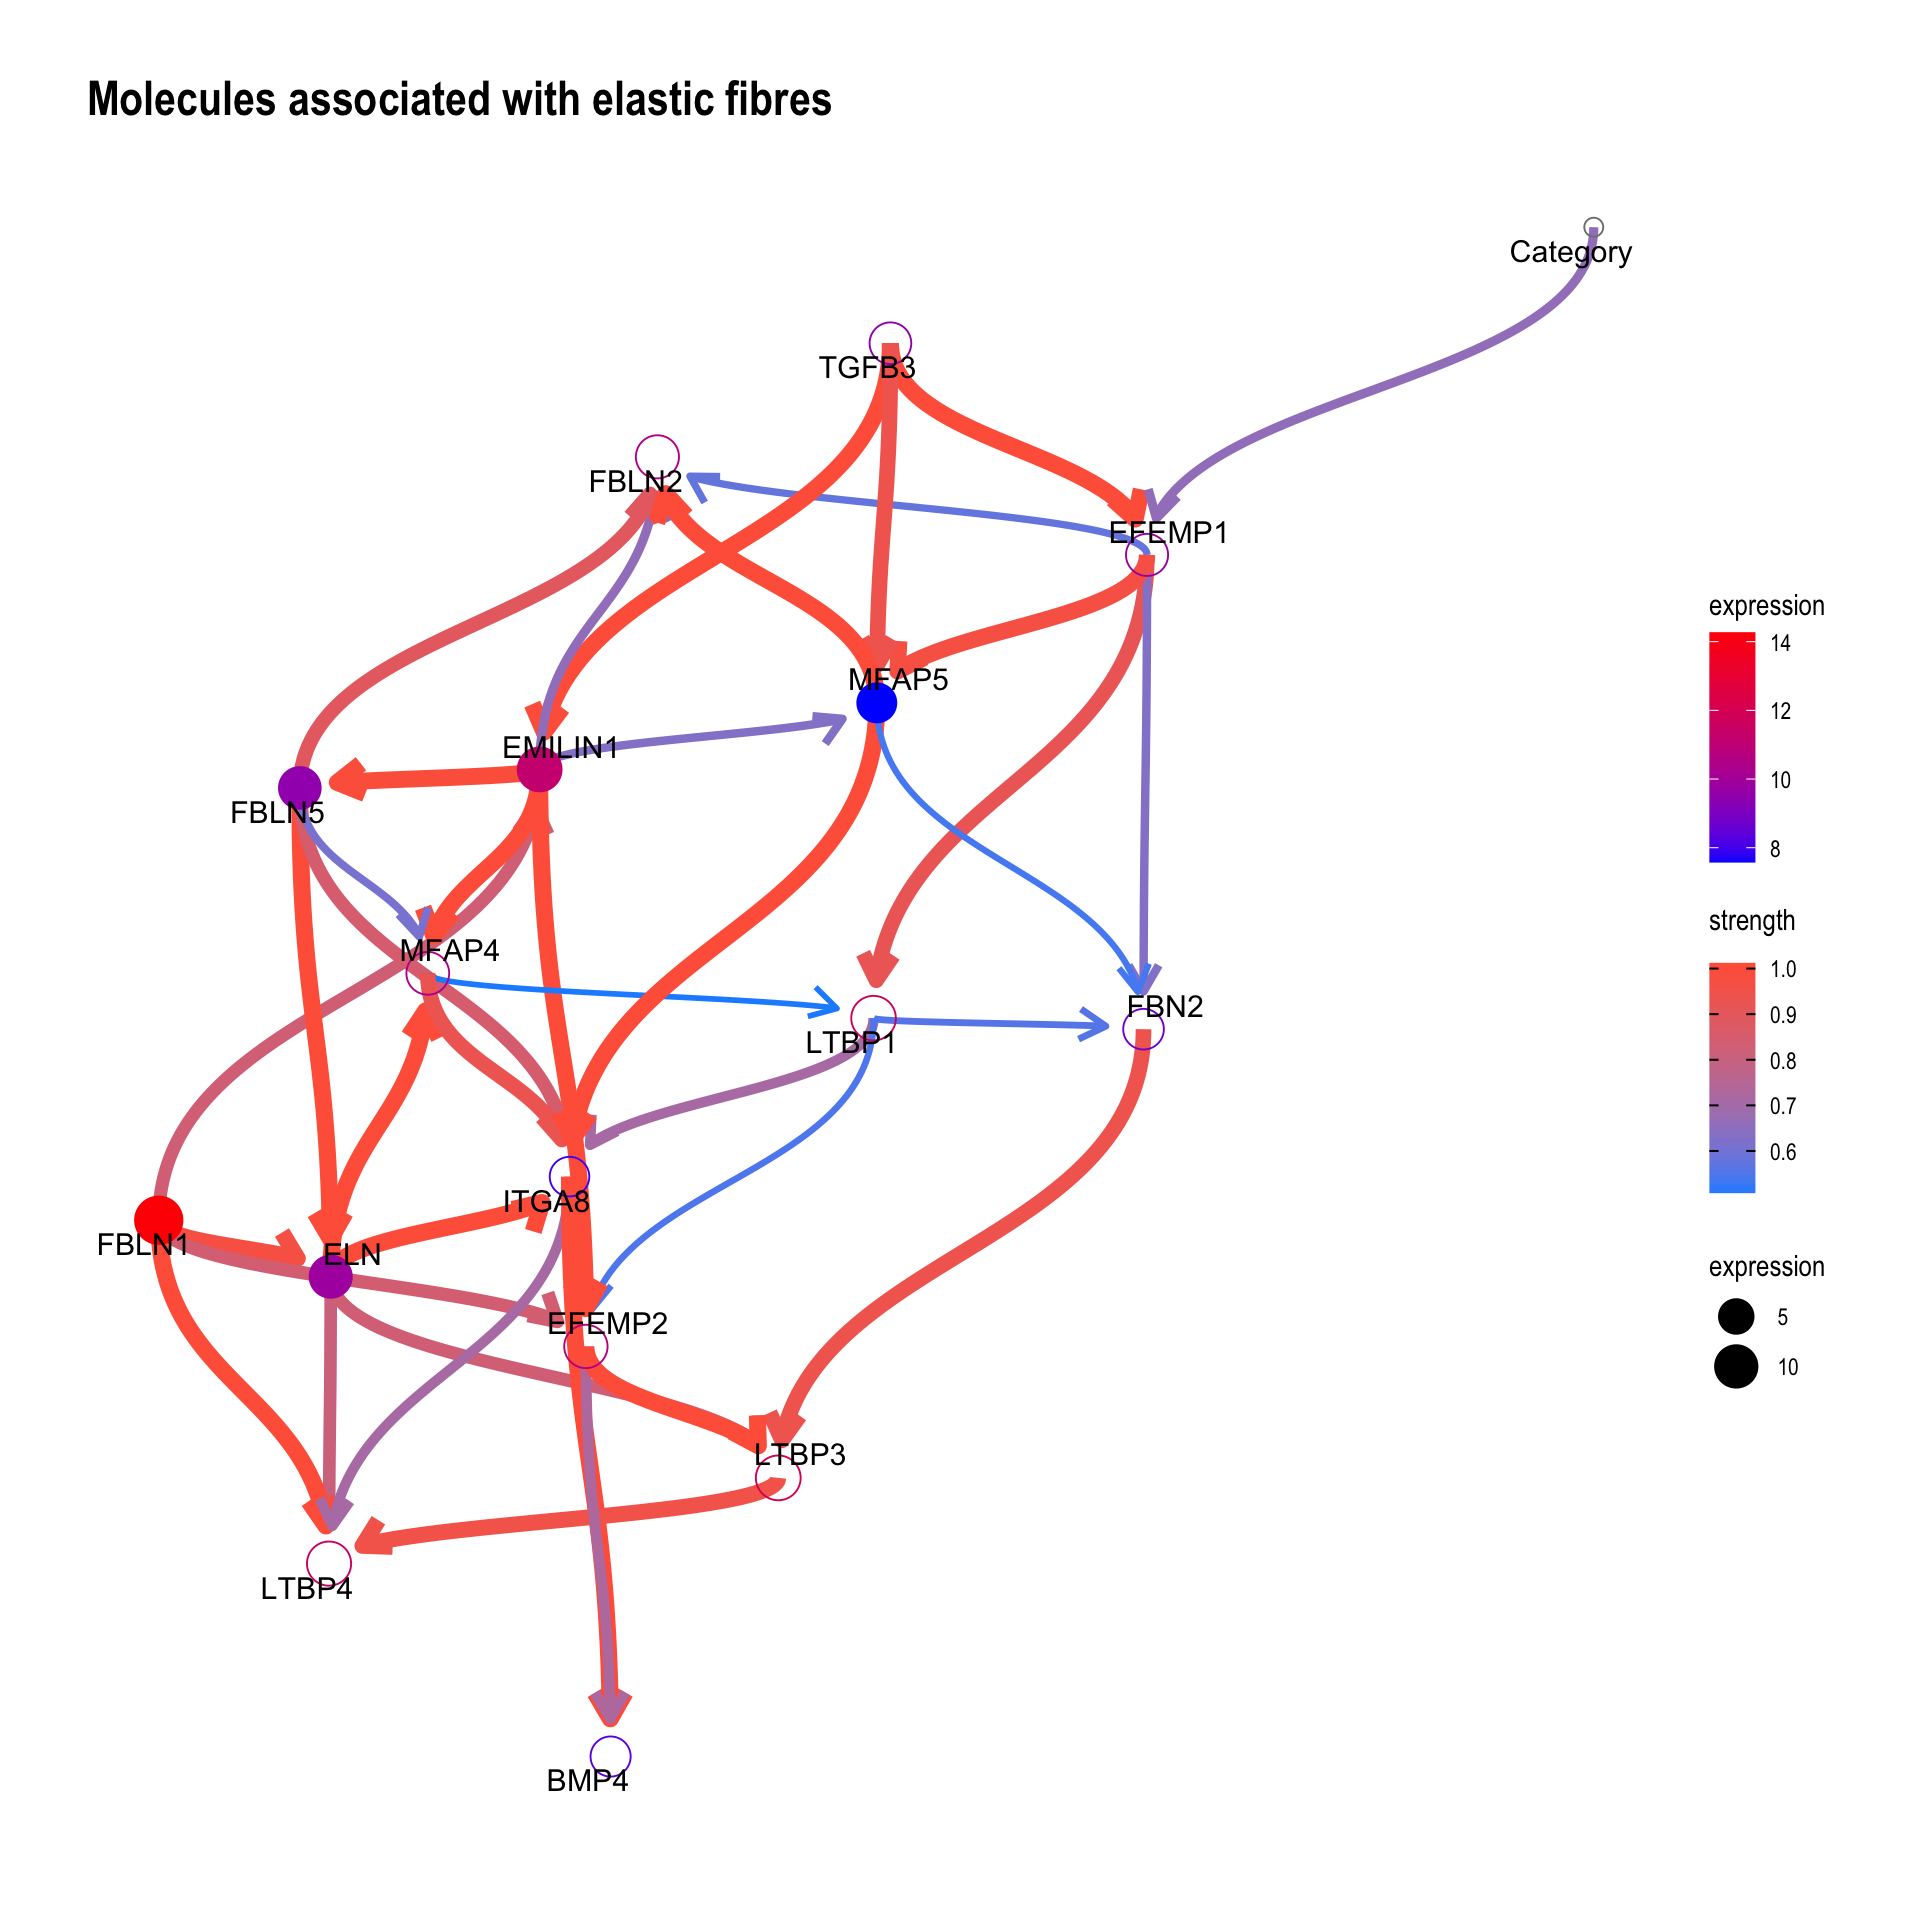 Molecules associated with elastic fibres
Category
TGFB3
FBLN2
EFEMP1
MFAP5
EMILIN1
FBLN5
MFAP4
FBN2
LTBP1
ITGA8
FBLN1
ELN
EFEMP2
LTBP3
LTBP4
BMP4
expression
14
12
10
8
strength
1.0
0.9
0.8
0.7
0.6
expression
5
10